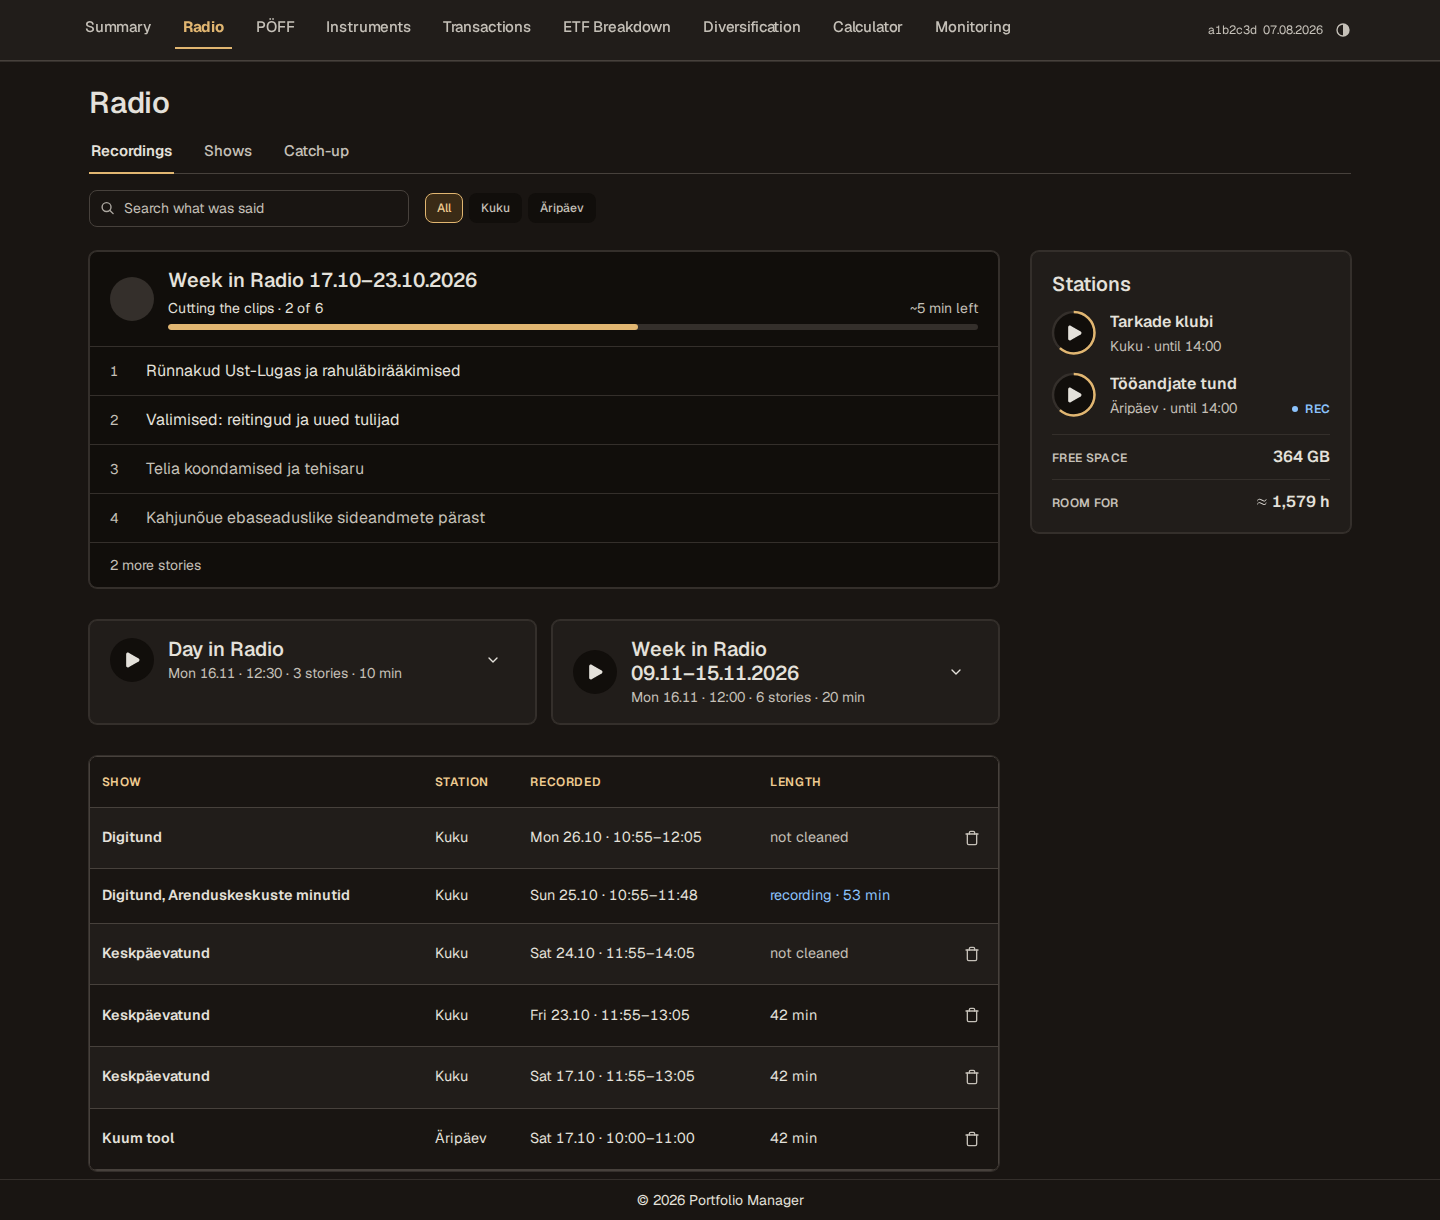 Summary Radio PÖFF Instruments Transactions ETF Breakdown Diversification Calculator Monitoring a1b2c3d 07.08.2026
Radio
Recordings Shows Catch-up
Search what was said All Kuku Äripäev
Week in Radio 17.10–23.10.2026
Cutting the clips · 2 of 6 ~5 min left
1 Rünnakud Ust-Lugas ja rahuläbirääkimised
2 Valimised: reitingud ja uued tulijad
3 Telia koondamised ja tehisaru
4 Kahjunõue ebaseaduslike sideandmete pärast
2 more stories
Stations
Tarkade klubi
Kuku · until 14:00
Tööandjate tund
Äripäev · until 14:00 REC
FREE SPACE 364 GB
ROOM FOR ≈ 1,579 h
Day in Radio
Mon 16.11 · 12:30 · 3 stories · 10 min
Week in Radio
09.11–15.11.2026
Mon 16.11 · 12:00 · 6 stories · 20 min
SHOW STATION RECORDED LENGTH
Digitund Kuku Mon 26.10 · 10:55–12:05 not cleaned
Digitund, Arenduskeskuste minutid Kuku Sun 25.10 · 10:55–11:48 recording · 53 min
Keskpäevatund Kuku Sat 24.10 · 11:55–14:05 not cleaned
Keskpäevatund Kuku Fri 23.10 · 11:55–13:05 42 min
Keskpäevatund Kuku Sat 17.10 · 11:55–13:05 42 min
Kuum tool Äripäev Sat 17.10 · 10:00–11:00 42 min
© 2026 Portfolio Manager